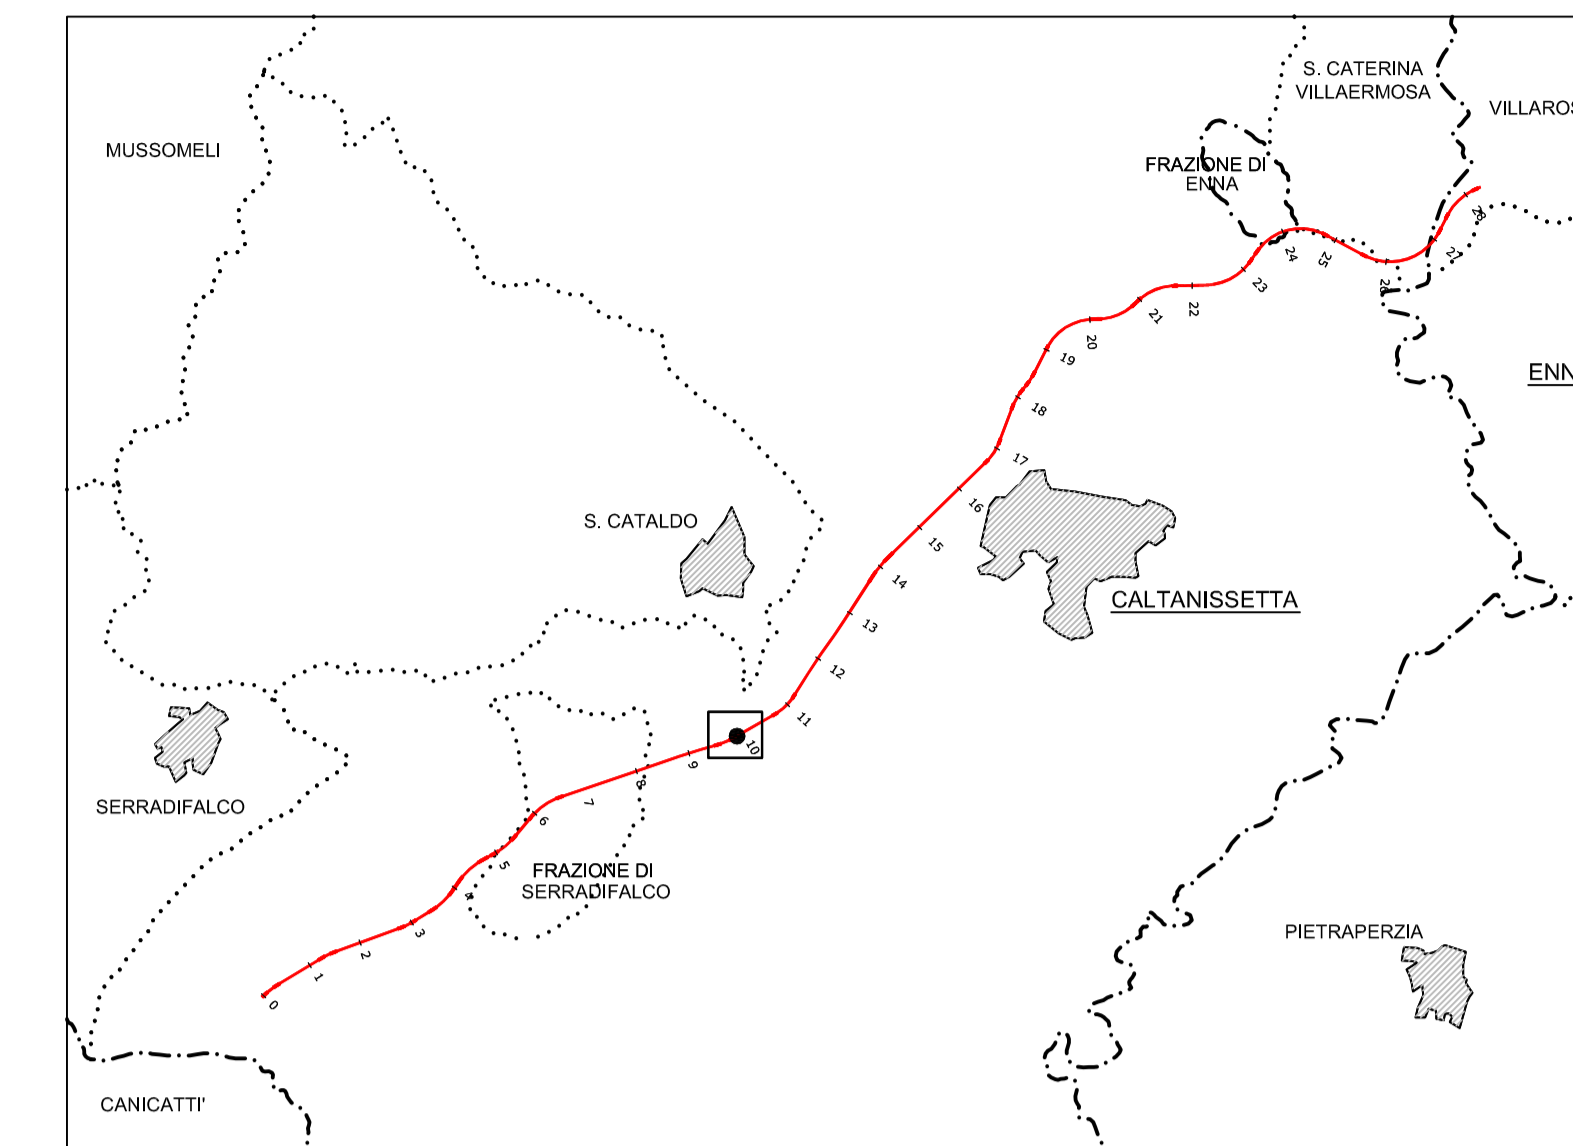 S. CATERINA
VILLAERMOSA
VILLAROS
MUSSOMELI
FRAZIONE DI
ENNA
28
27
26
25
24
23
22
21
20
19
18
17
16
15
14
13
12
11
10
9
8
7
6
5
4
3
2
1
0
ENN
S. CATALDO
CALTANISSETTA
SERRADIFALCO
FRAZIONE DI
SERRADIFALCO
PIETRAPERZIA
CANICATTI'